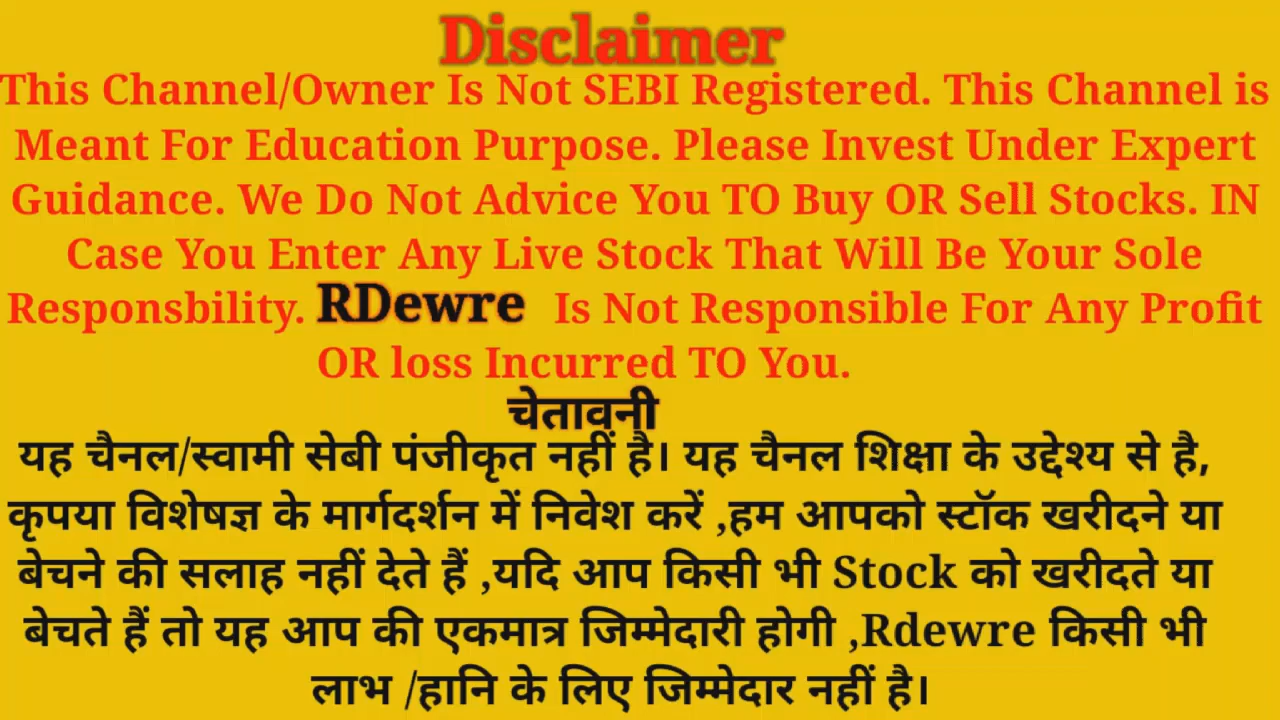 Disclaimer
This Channel/Owner Is Not SEBI Registered. This Channel is
Meant For Education Purpose. Please Invest Under Expert
Guidance. We Do Not Advice You TO Buy OR Sell Stocks. IN
Case You Enter Any Live Stock That Will Be Your Sole
Responsbility. RDewre Is Not Responsible For Any Profit
OR loss Incurred TO You.
चेतावनी
यह चैनल/स्वामी सेबी पंजीकृत नहीं है। यह चैनल शिक्षा के उद्देश्य से है,
कृपया विशेषज्ञ के मार्गदर्शन में निवेश करें ,हम आपको स्टॉक खरीदने या
बेचने की सलाह नहीं देते हैं ,यदि आप किसी भी Stock को खरीदते या
बेचते हैं तो यह आप की एकमात्र जिम्मेदारी होगी ,Rdewre किसी भी
लाभ /हानि के लिए जिम्मेदार नहीं है।